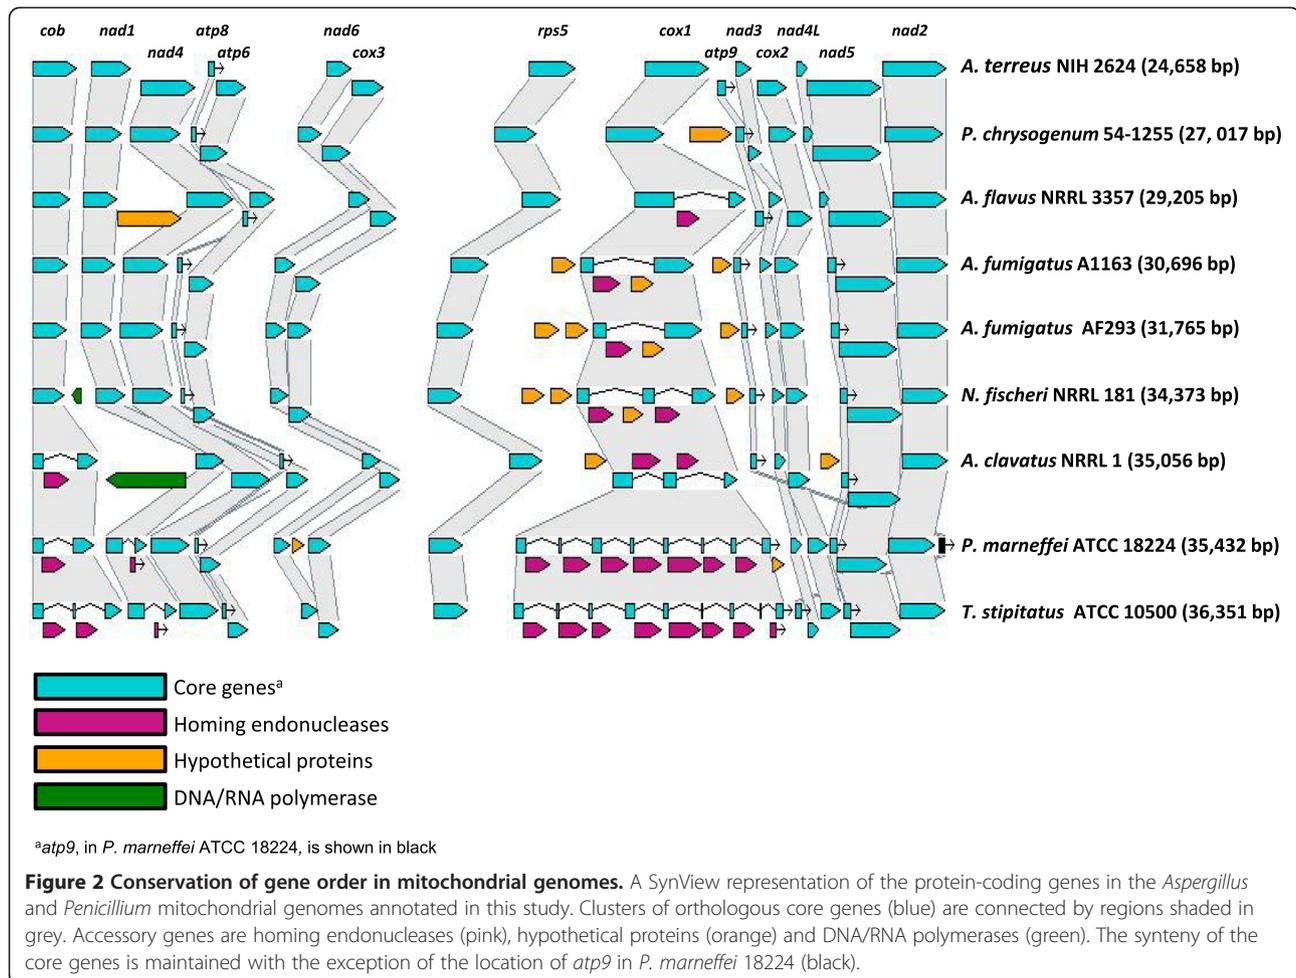 cob nad1 atp8 nad6 rps5 cox1 nad3 nad4L nad2
nad4 atp6 cox3 atp9 cox2 nad5
A. terreus NIH 2624 (24,658 bp)
P. chrysogenum 54-1255 (27, 017 bp)
A. flavus NRRL 3357 (29,205 bp)
A. fumigatus A1163 (30,696 bp)
A. fumigatus AF293 (31,765 bp)
N. fischeri NRRL 181 (34,373 bp)
A. clavatus NRRL 1 (35,056 bp)
P. marneffei ATCC 18224 (35,432 bp)
T. stipitatus ATCC 10500 (36,351 bp)
Core genesᵃ
Homing endonucleases
Hypothetical proteins
DNA/RNA polymerase
ᵃatp9, in P. marneffei ATCC 18224, is shown in black
Figure 2 Conservation of gene order in mitochondrial genomes. A SynView representation of the protein-coding genes in the Aspergillus
and Penicillium mitochondrial genomes annotated in this study. Clusters of orthologous core genes (blue) are connected by regions shaded in
grey. Accessory genes are homing endonucleases (pink), hypothetical proteins (orange) and DNA/RNA polymerases (green). The synteny of the
core genes is maintained with the exception of the location of atp9 in P. marneffei 18224 (black).